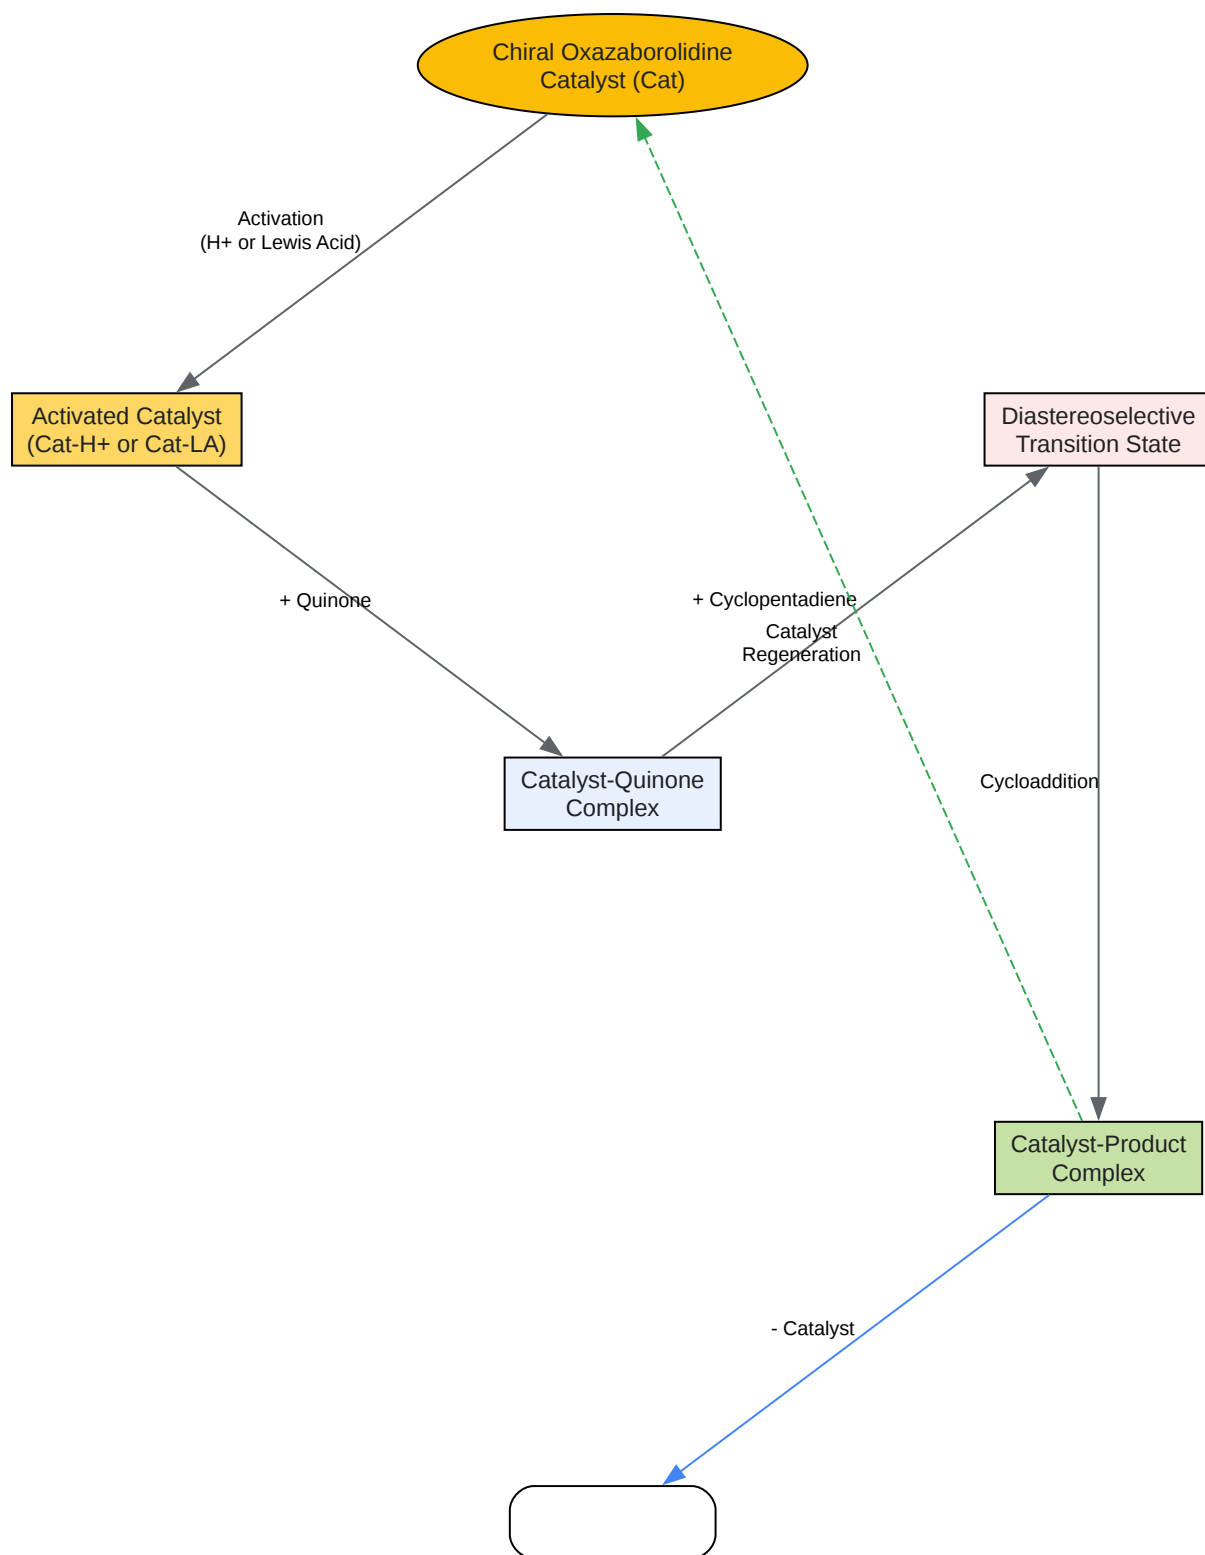 Chiral Oxazaborolidine
Catalyst (Cat)
Activation
(H+ or Lewis Acid)
Activated Catalyst
(Cat-H+ or Cat-LA)
Diastereoselective
Transition State
+ Quinone
+ Cyclopentadiene
Catalyst
Regeneration
Catalyst-Quinone
Complex
Cycloaddition
Catalyst-Product
Complex
- Catalyst